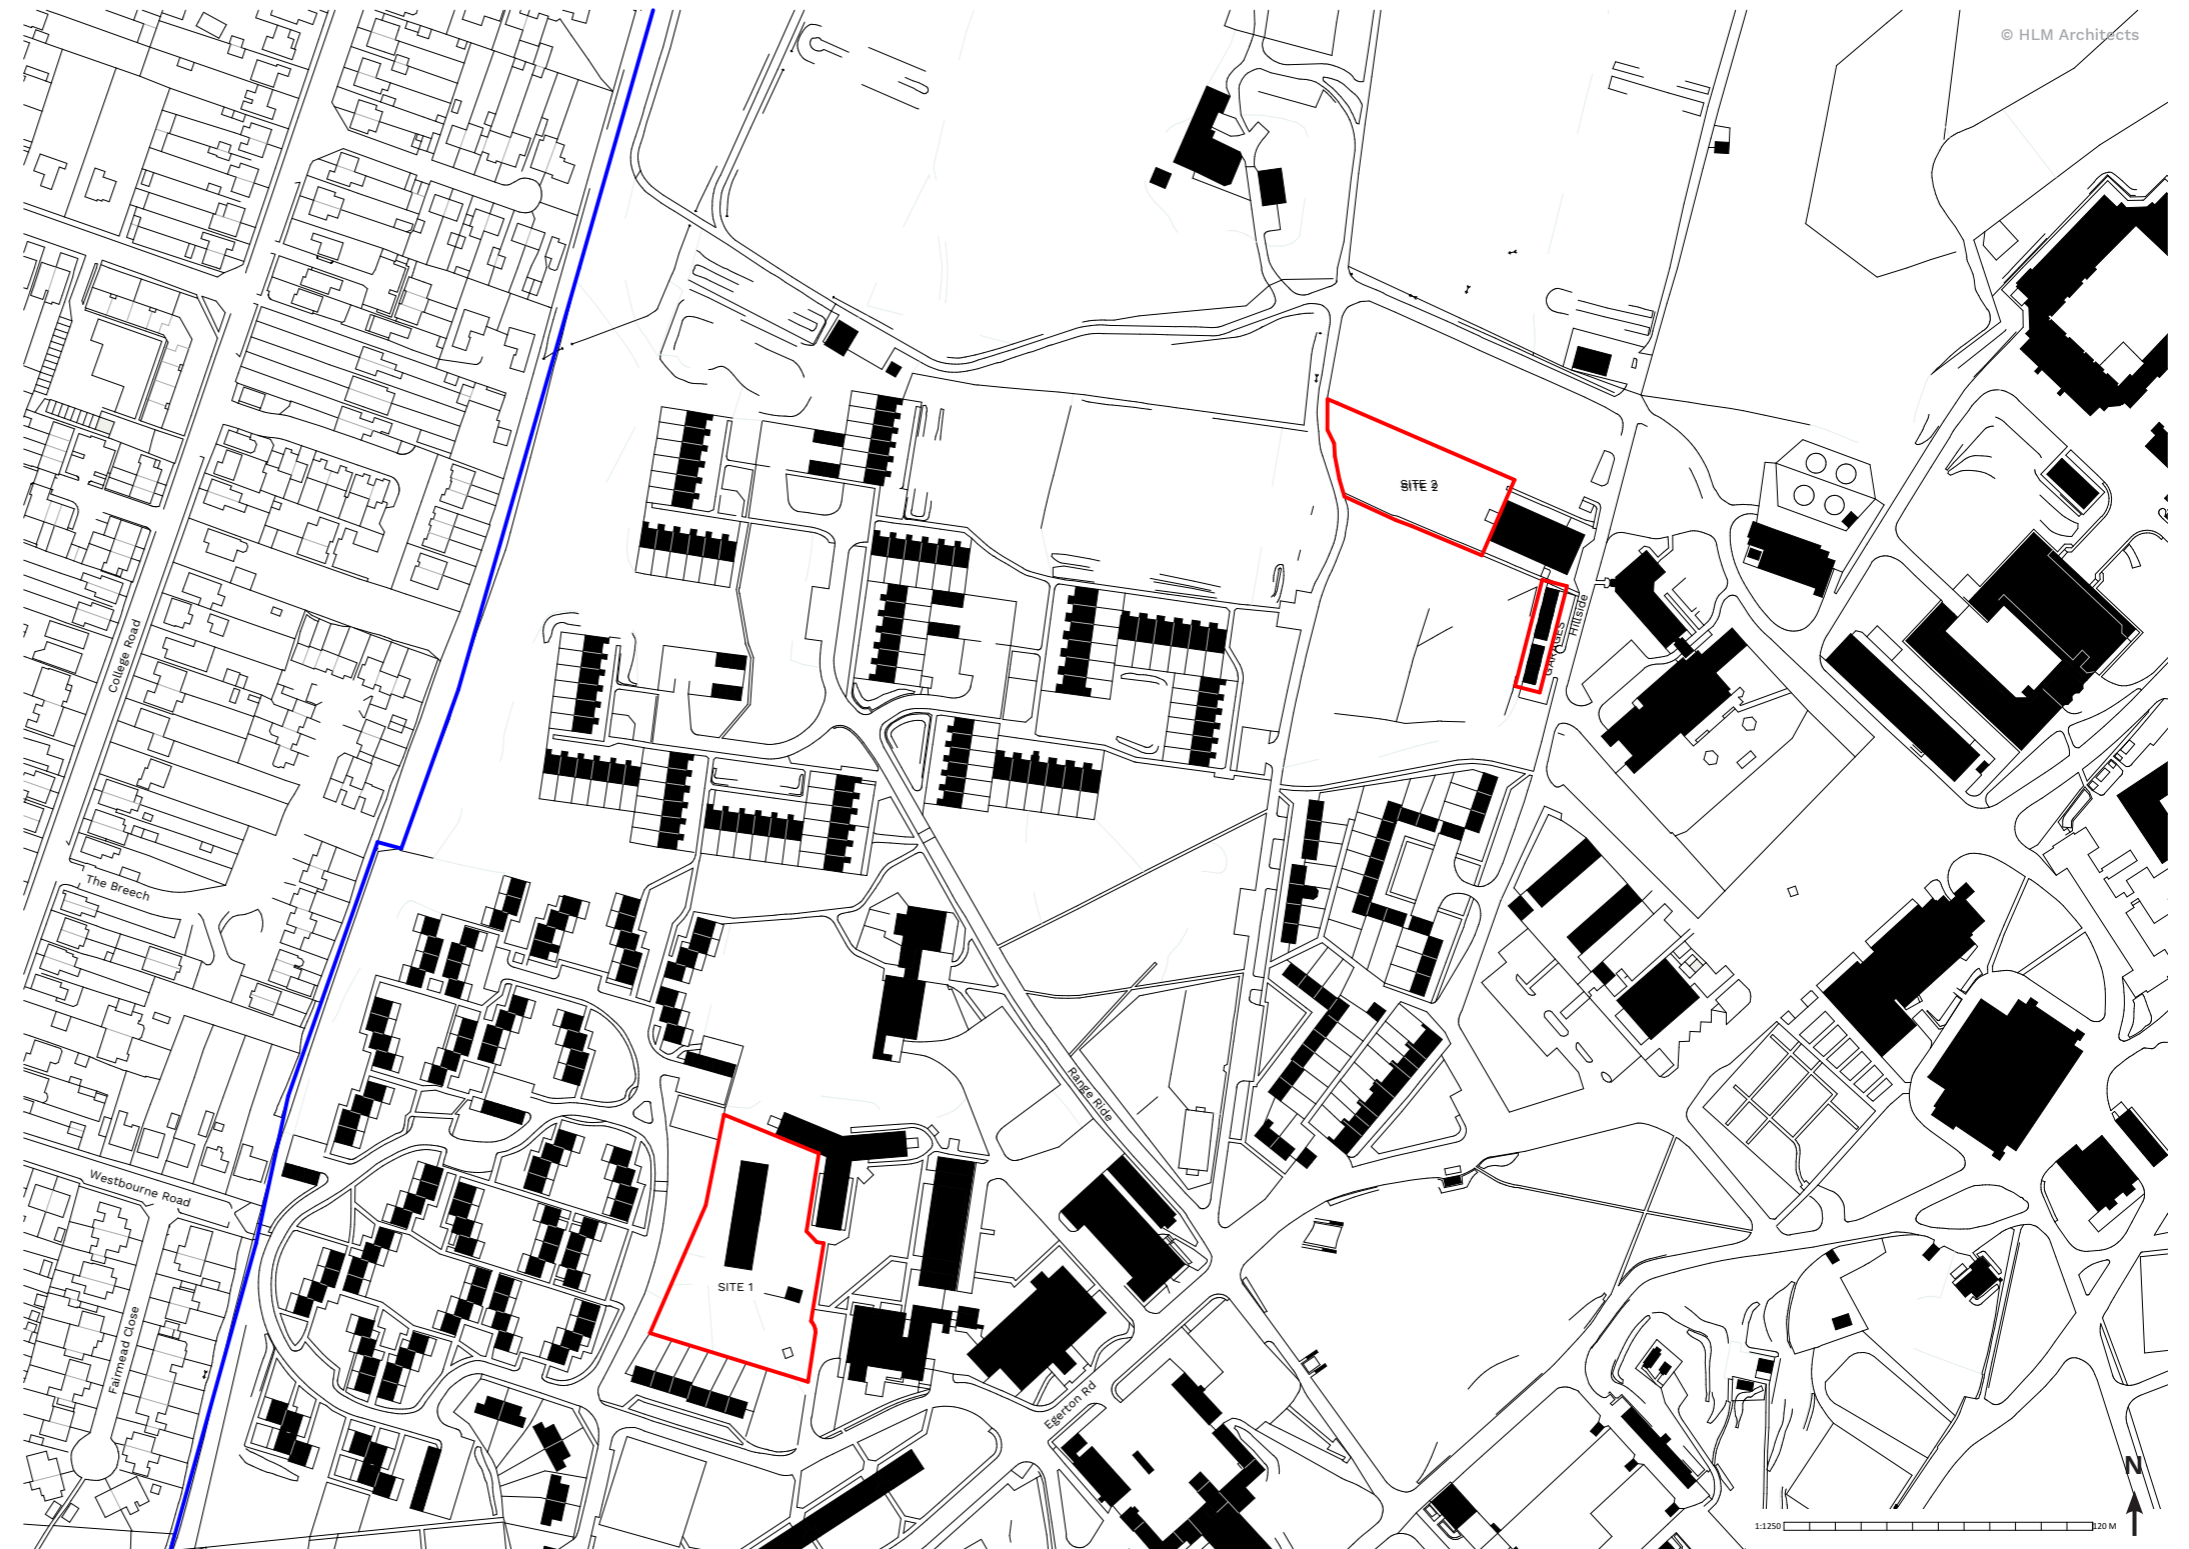 © HLM Architects
SITE 2
GARAGES
Hillside
College Road
The Breech
Westbourne Road
Range Ride
SITE 1
Fairmead Close
Egerton Rd
N
1:1250
120 M